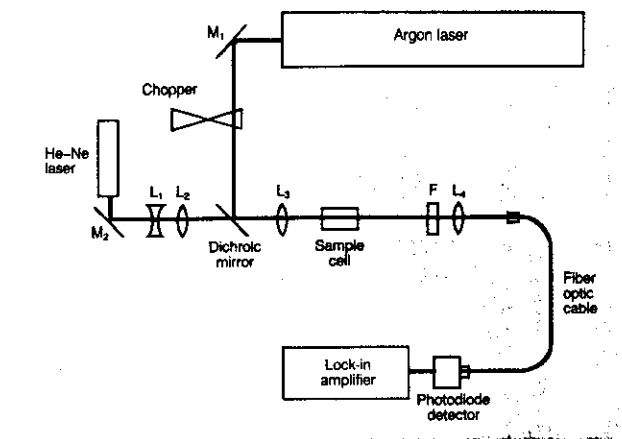 Argon laser
M1
Chopper
He–Ne
laser
L1
L2
L3
F
L4
M2
Dichroic
mirror
Sample
cell
Fiber
optic
cable
Lock-in
amplifier
Photodiode
detector